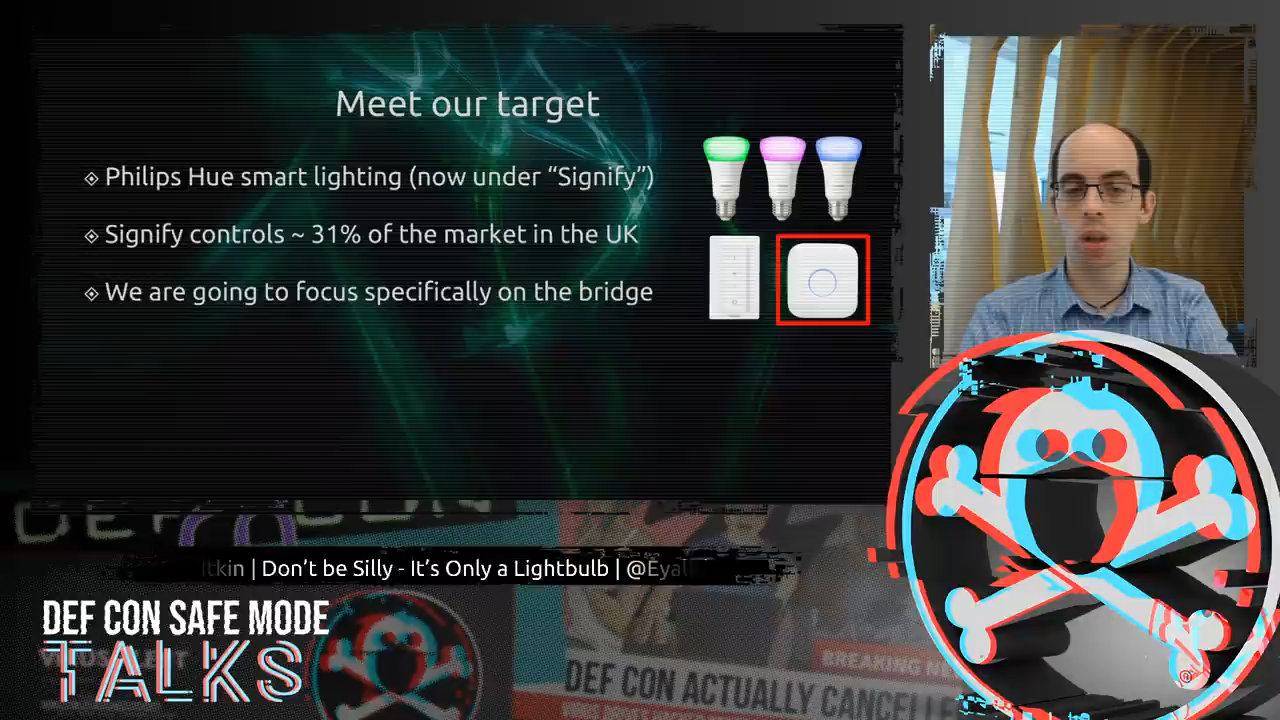 Meet our target
Philips Hue smart lighting (now under “Signify”)
Signify controls ~ 31% of the market in the UK
We are going to focus specifically on the bridge
DEF CON
Itkin | Don’t be Silly - It’s Only a Lightbulb | @Eyal
DEF CON SAFE MODE
TALKS
BREAKING
DEF CON ACTUALLY